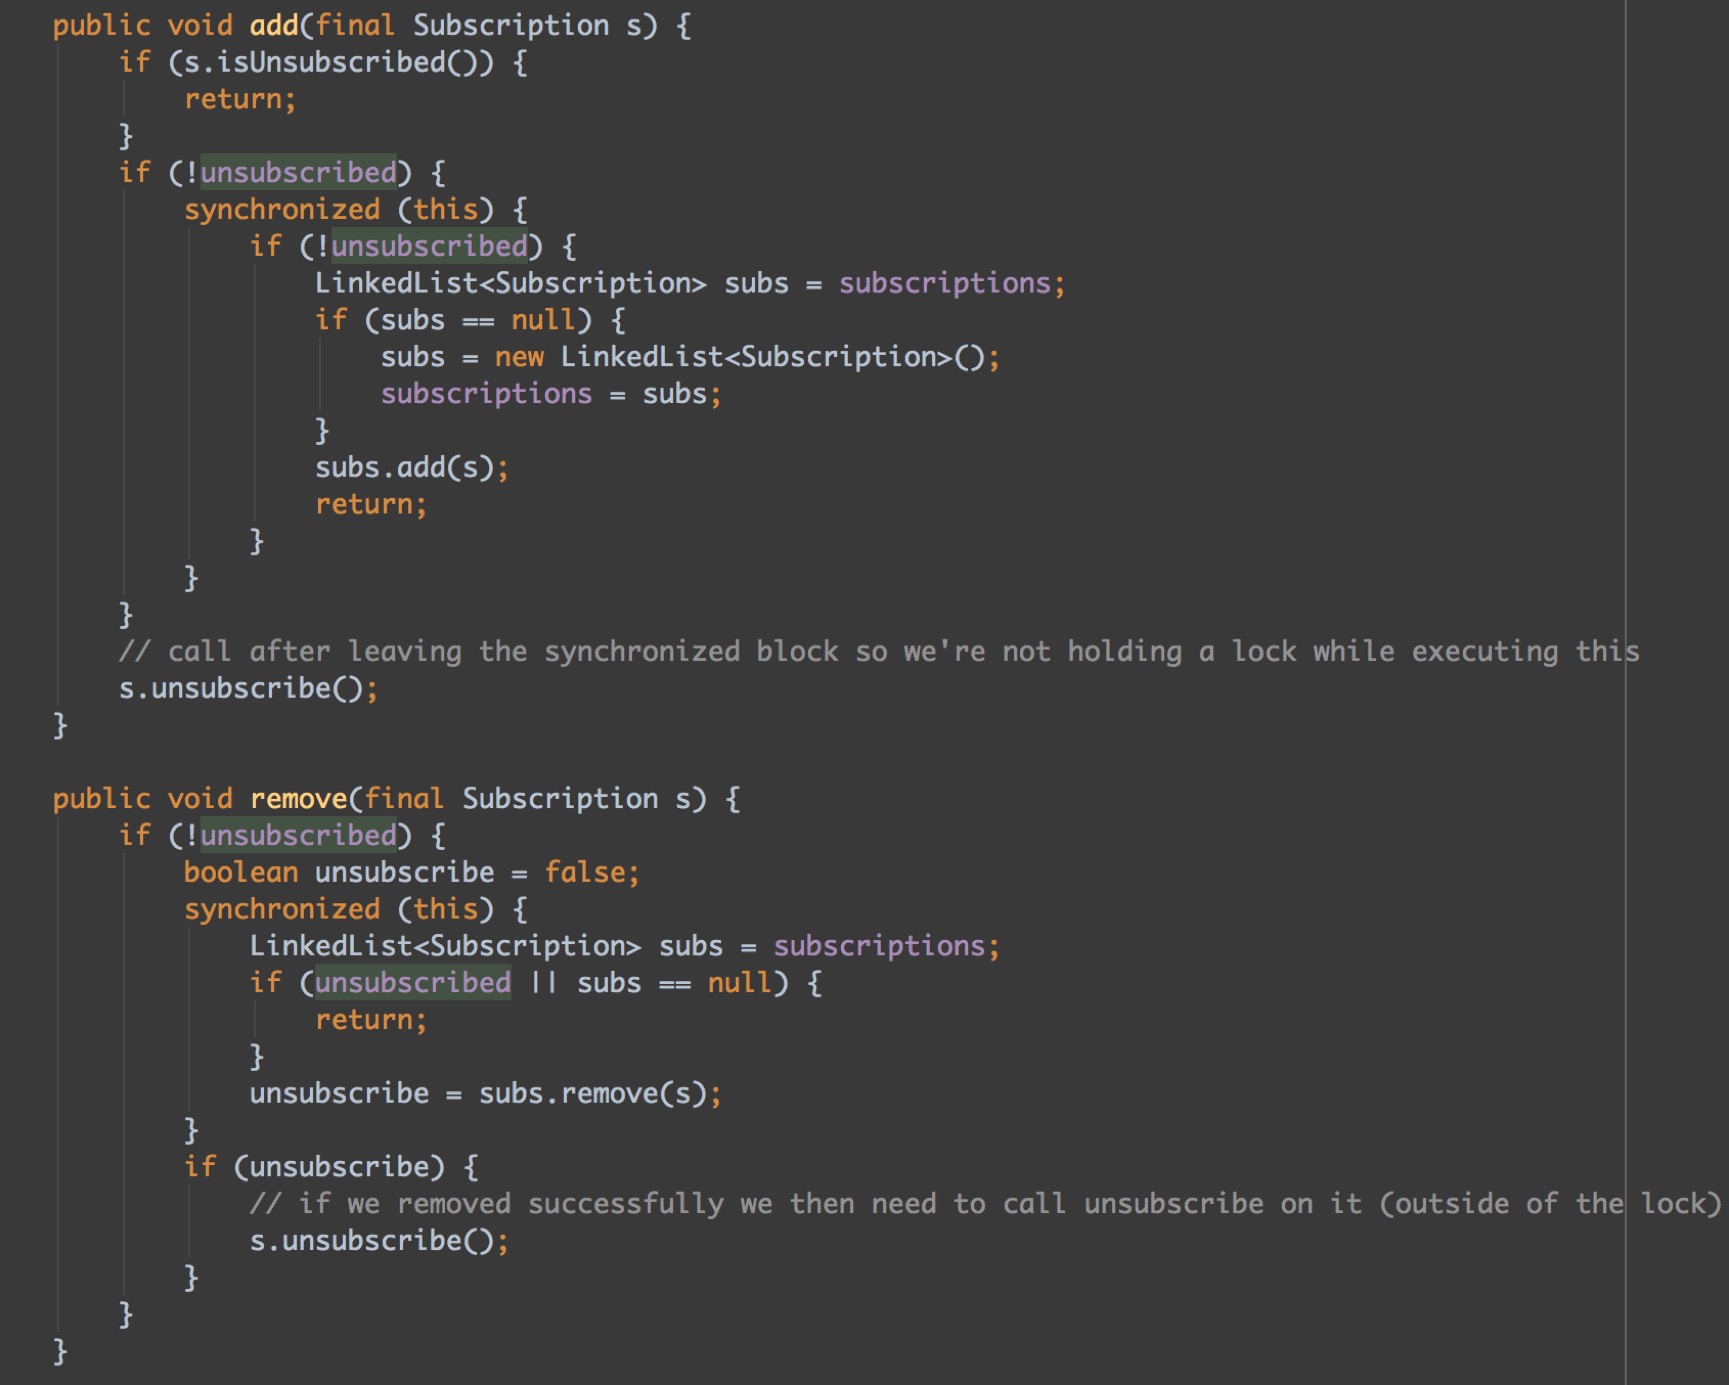 public void add(final Subscription s) {
    if (s.isUnsubscribed()) {
        return;
    }
    if (!unsubscribed) {
        synchronized (this) {
            if (!unsubscribed) {
                LinkedList<Subscription> subs = subscriptions;
                if (subs == null) {
                    subs = new LinkedList<Subscription>();
                    subscriptions = subs;
                }
                subs.add(s);
                return;
            }
        }
    }
    // call after leaving the synchronized block so we're not holding a lock while executing this
    s.unsubscribe();
}

public void remove(final Subscription s) {
    if (!unsubscribed) {
        boolean unsubscribe = false;
        synchronized (this) {
            LinkedList<Subscription> subs = subscriptions;
            if (unsubscribed || subs == null) {
                return;
            }
            unsubscribe = subs.remove(s);
        }
        if (unsubscribe) {
            // if we removed successfully we then need to call unsubscribe on it (outside of the lock)
            s.unsubscribe();
        }
    }
}